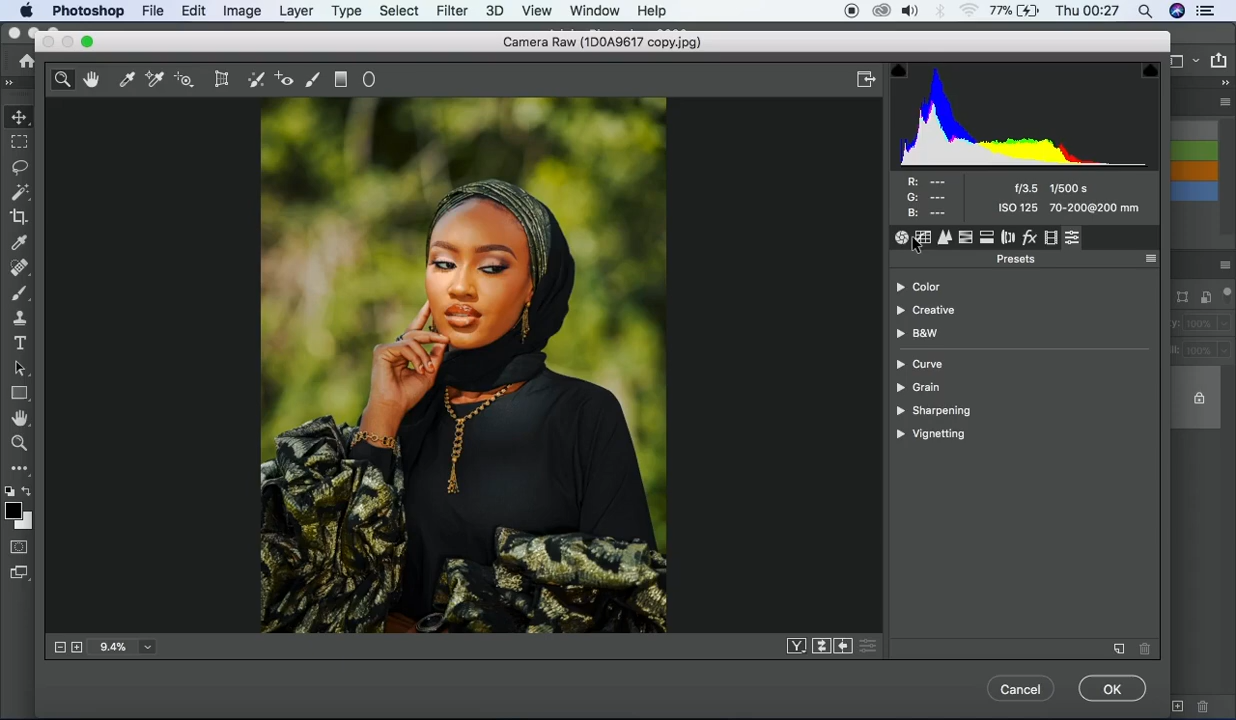 Photoshop File Edit Image Layer Type Select Filter 3D View Window Help 77% Thu 00:27
Camera Raw (1D0A9617 copy.jpg)
R: ---
G: ---
B: ---
f/3.5 1/500 s
ISO 125 70-200@200 mm
Presets
Color
Creative
B&W
Curve
Grain
Sharpening
Vignetting
100%
100%
9.4%
Y
Cancel OK